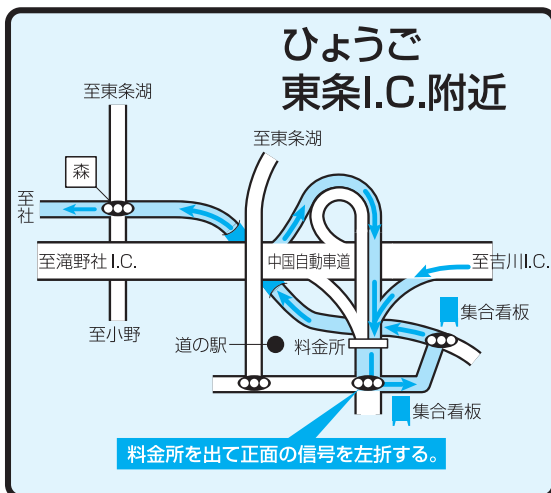 ひょうご
東条I.C.附近
至東条湖
至東条湖
森
至社
至滝野社I.C.
中国自動車道
至吉川I.C.
至小野
集合看板
道の駅
料金所
集合看板
料金所を出て正面の信号を左折する。